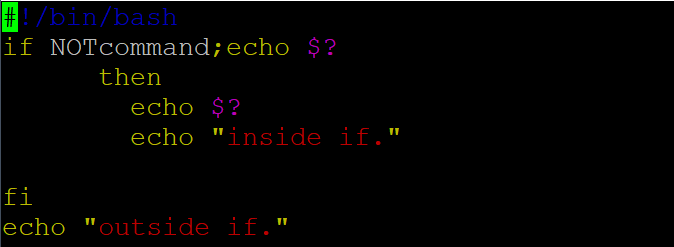 #!/bin/bash
if NOTcommand;echo $?
then
echo $?
echo "inside if."
fi
echo "outside if."